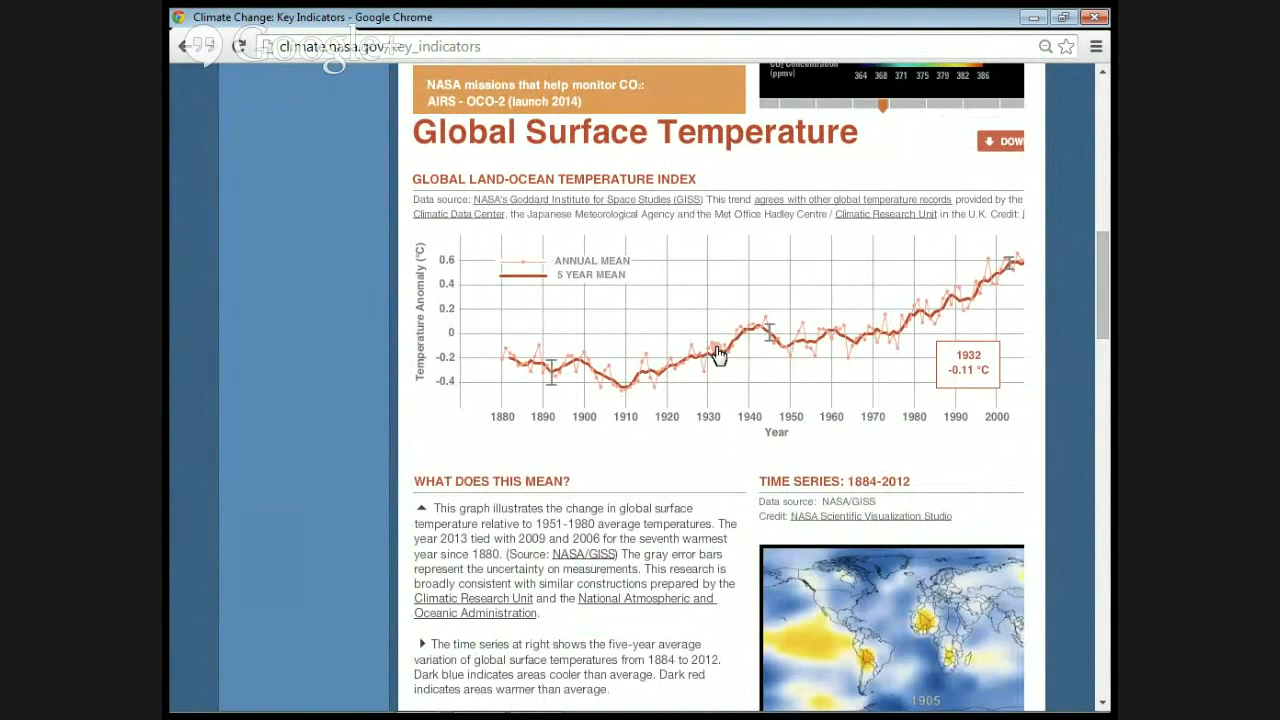 Climate Change: Key Indicators - Google Chrome
Google+
climate.nasa.gov/key_indicators
NASA missions that help monitor CO₂:
AIRS - OCO-2 (launch 2014)
CO₂ Concentration
(ppmv)
364 368 371 375 379 382 386
Global Surface Temperature
DOW
GLOBAL LAND-OCEAN TEMPERATURE INDEX
Data source: NASA's Goddard Institute for Space Studies (GISS) This trend agrees with other global temperature records provided by the
Climatic Data Center, the Japanese Meteorological Agency and the Met Office Hadley Centre / Climatic Research Unit in the U.K. Credit:
Temperature Anomaly (°C)
0.6
0.4
0.2
0
-0.2
-0.4
ANNUAL MEAN
5 YEAR MEAN
1932
-0.11 °C
1880 1890 1900 1910 1920 1930 1940 1950 1960 1970 1980 1990 2000
Year
WHAT DOES THIS MEAN?
This graph illustrates the change in global surface
temperature relative to 1951-1980 average temperatures. The
year 2013 tied with 2009 and 2006 for the seventh warmest
year since 1880. (Source: NASA/GISS) The gray error bars
represent the uncertainty on measurements. This research is
broadly consistent with similar constructions prepared by the
Climatic Research Unit and the National Atmospheric and
Oceanic Administration.
The time series at right shows the five-year average
variation of global surface temperatures from 1884 to 2012.
Dark blue indicates areas cooler than average. Dark red
indicates areas warmer than average.
TIME SERIES: 1884-2012
Data source: NASA/GISS
Credit: NASA Scientific Visualization Studio
1905